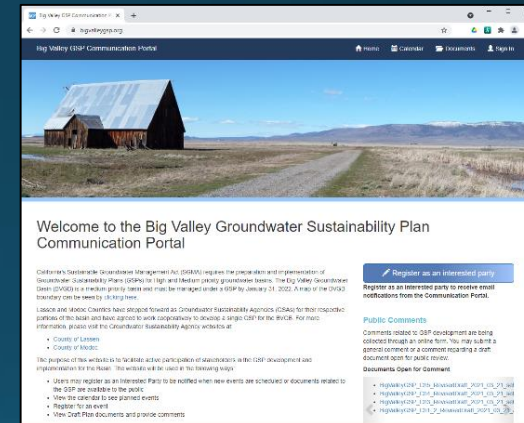 Big Valley GSP Communication P
bigvalleygsp.org
Big Valley GSP Communication Portal
Home Calendar Documents Sign In
Welcome to the Big Valley Groundwater Sustainability Plan
Communication Portal
California's Sustainable Groundwater Management Act (SGMA) requires the preparation and implementation of
Groundwater Sustainability Plans (GSPs) for High and Medium priority groundwater basins. The Big Valley Groundwater
Basin (BVGB) is a medium priority basin and must be managed under a GSP by January 31, 2022. A map of the BVGB
boundary can be seen by clicking here.
Lassen and Modoc Counties have stepped forward as Groundwater Sustainability Agencies (GSAs) for their respective
portions of the basin and have agreed to work cooperatively to develop a single GSP for the BVGB. For more
information, please visit the Groundwater Sustainability Agency websites at:
County of Lassen
County of Modoc
The purpose of this website is to facilitate active participation of stakeholders in the GSP development and
implementation for the Basin. The website will be used in the following ways:
Users may register as an Interested Party to be notified when new events are scheduled or documents related to
the GSP are available to the public
View the calendar to see planned events
Register for an event
View Draft Plan documents and provide comments
Register as an interested party
Register as an interested party to receive email
notifications from the Communication Portal.
Public Comments
Comments related to GSP development are being
collected through an online form. You may submit a
general comment or a comment regarding a draft
document open for public review.
Documents Open for Comment